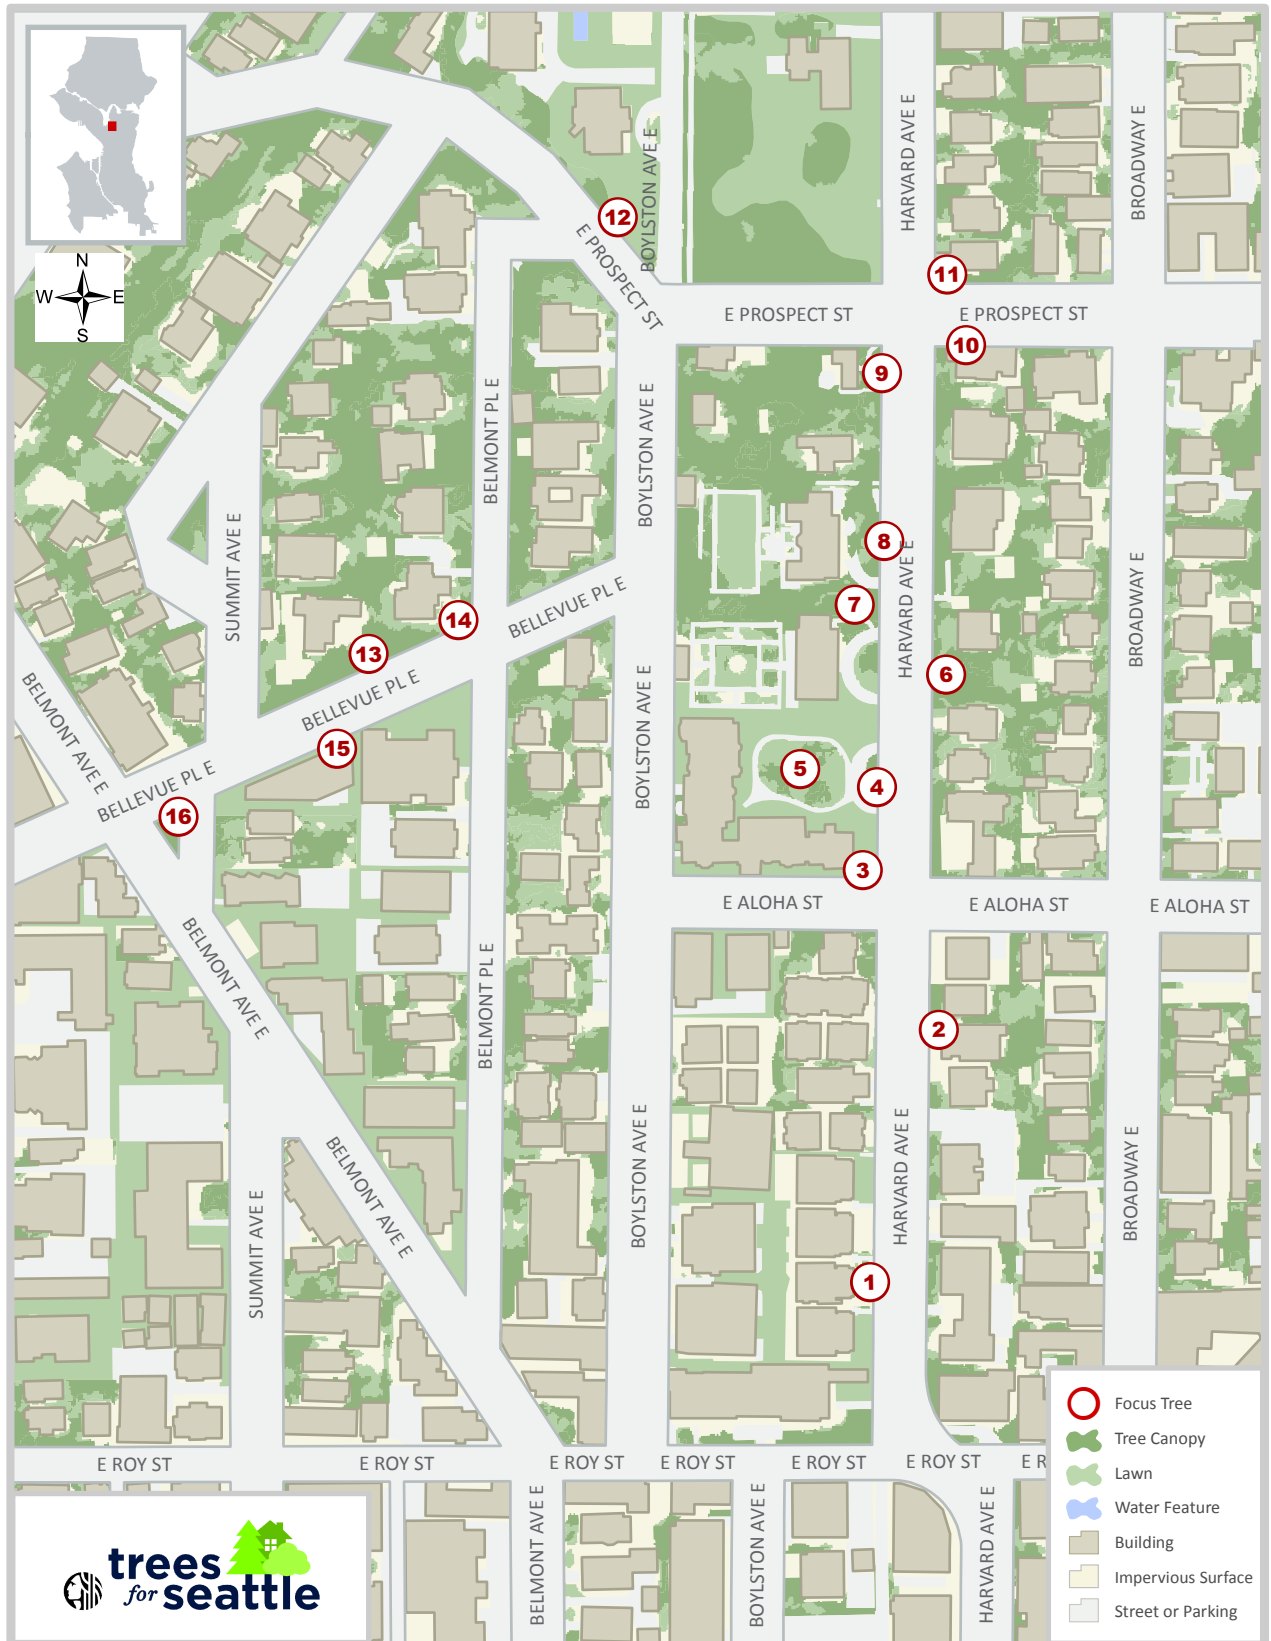 N
W E
S
BOYLSTON AVE E
HARVARD AVE E
BROADWAY E
12
E PROSPECT ST
11
E PROSPECT ST
E PROSPECT ST
10
9
BELMONT PL E
BOYLSTON AVE E
SUMMIT AVE E
8
HARVARD AVE E
BROADWAY E
7
BELLEVUE PL E
14
13
6
BELLEVUE PL E
BELMONT AVE E
BOYLSTON AVE E
15
5
4
BELLEVUE PL E
16
3
E ALOHA ST
E ALOHA ST
E ALOHA ST
BELMONT AVE E
BELMONT PL E
2
BOYLSTON AVE E
HARVARD AVE E
BROADWAY E
BELMONT AVE E
SUMMIT AVE E
1
E ROY ST
E ROY ST
E ROY ST
E ROY ST
E ROY ST
E ROY ST
E R
BELMONT AVE E
BOYLSTON AVE E
HARVARD AVE E
Focus Tree
Tree Canopy
Lawn
Water Feature
Building
Impervious Surface
Street or Parking
trees
for seattle